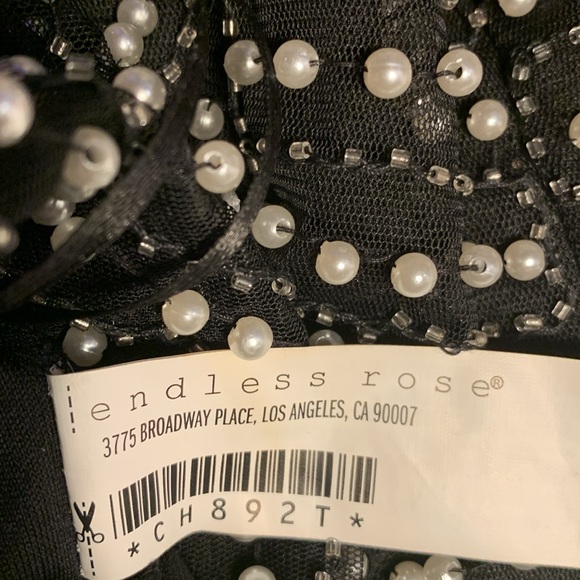 endless rose®
3775 BROADWAY PLACE, LOS ANGELES, CA 90007
*CH892T*